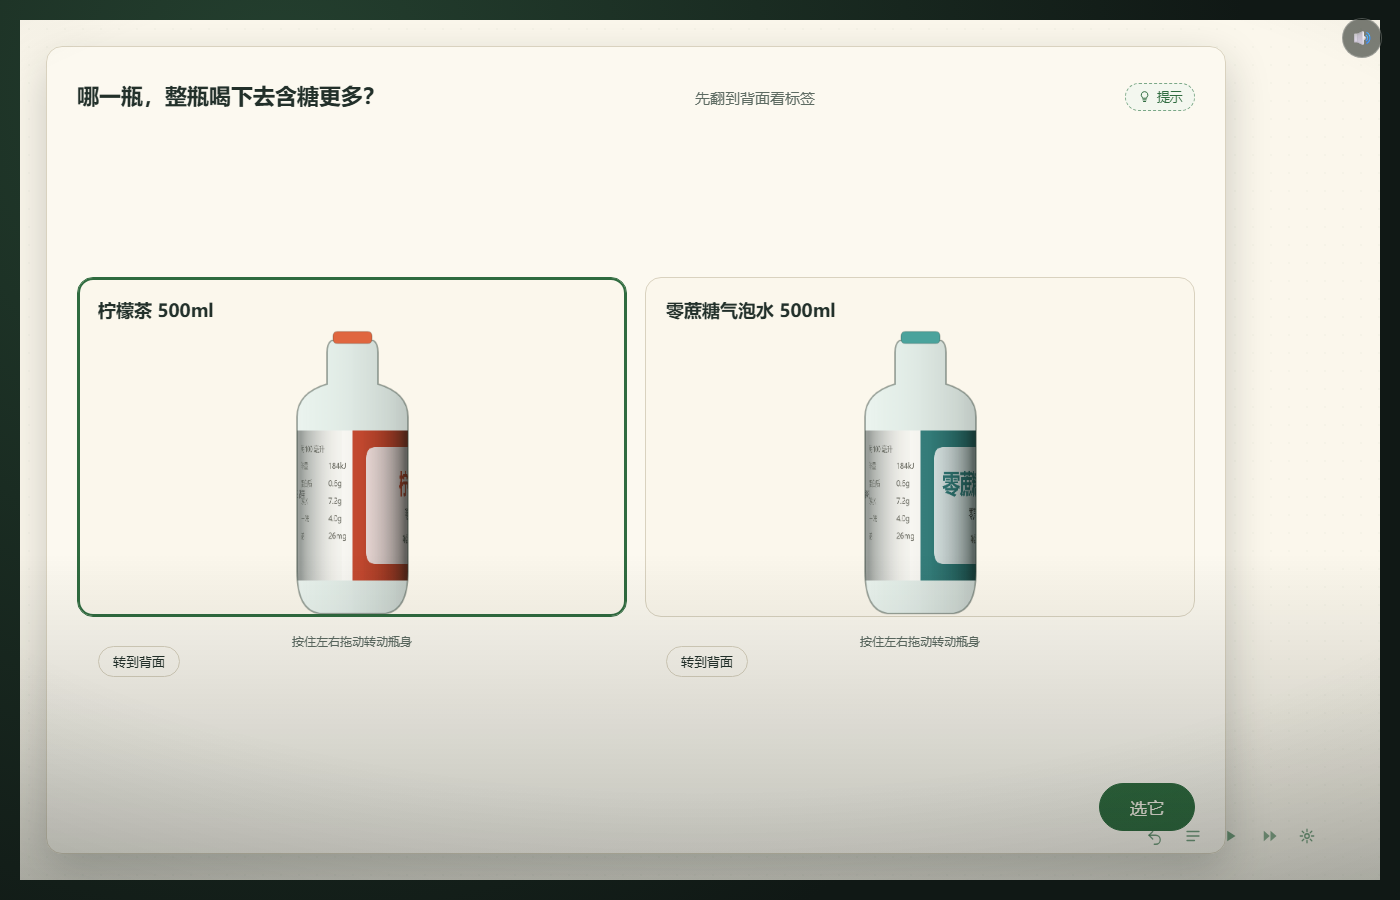 哪一瓶，整瓶喝下去含糖更多？
先翻到背面看标签
提示
柠檬茶 500ml
184kJ
0.5g
7.2g
4.0g
26mg
按住左右拖动转动瓶身
转到背面
零蔗糖气泡水 500ml
184kJ
0.5g
7.2g
4.0g
26mg
零蔗
按住左右拖动转动瓶身
转到背面
选它